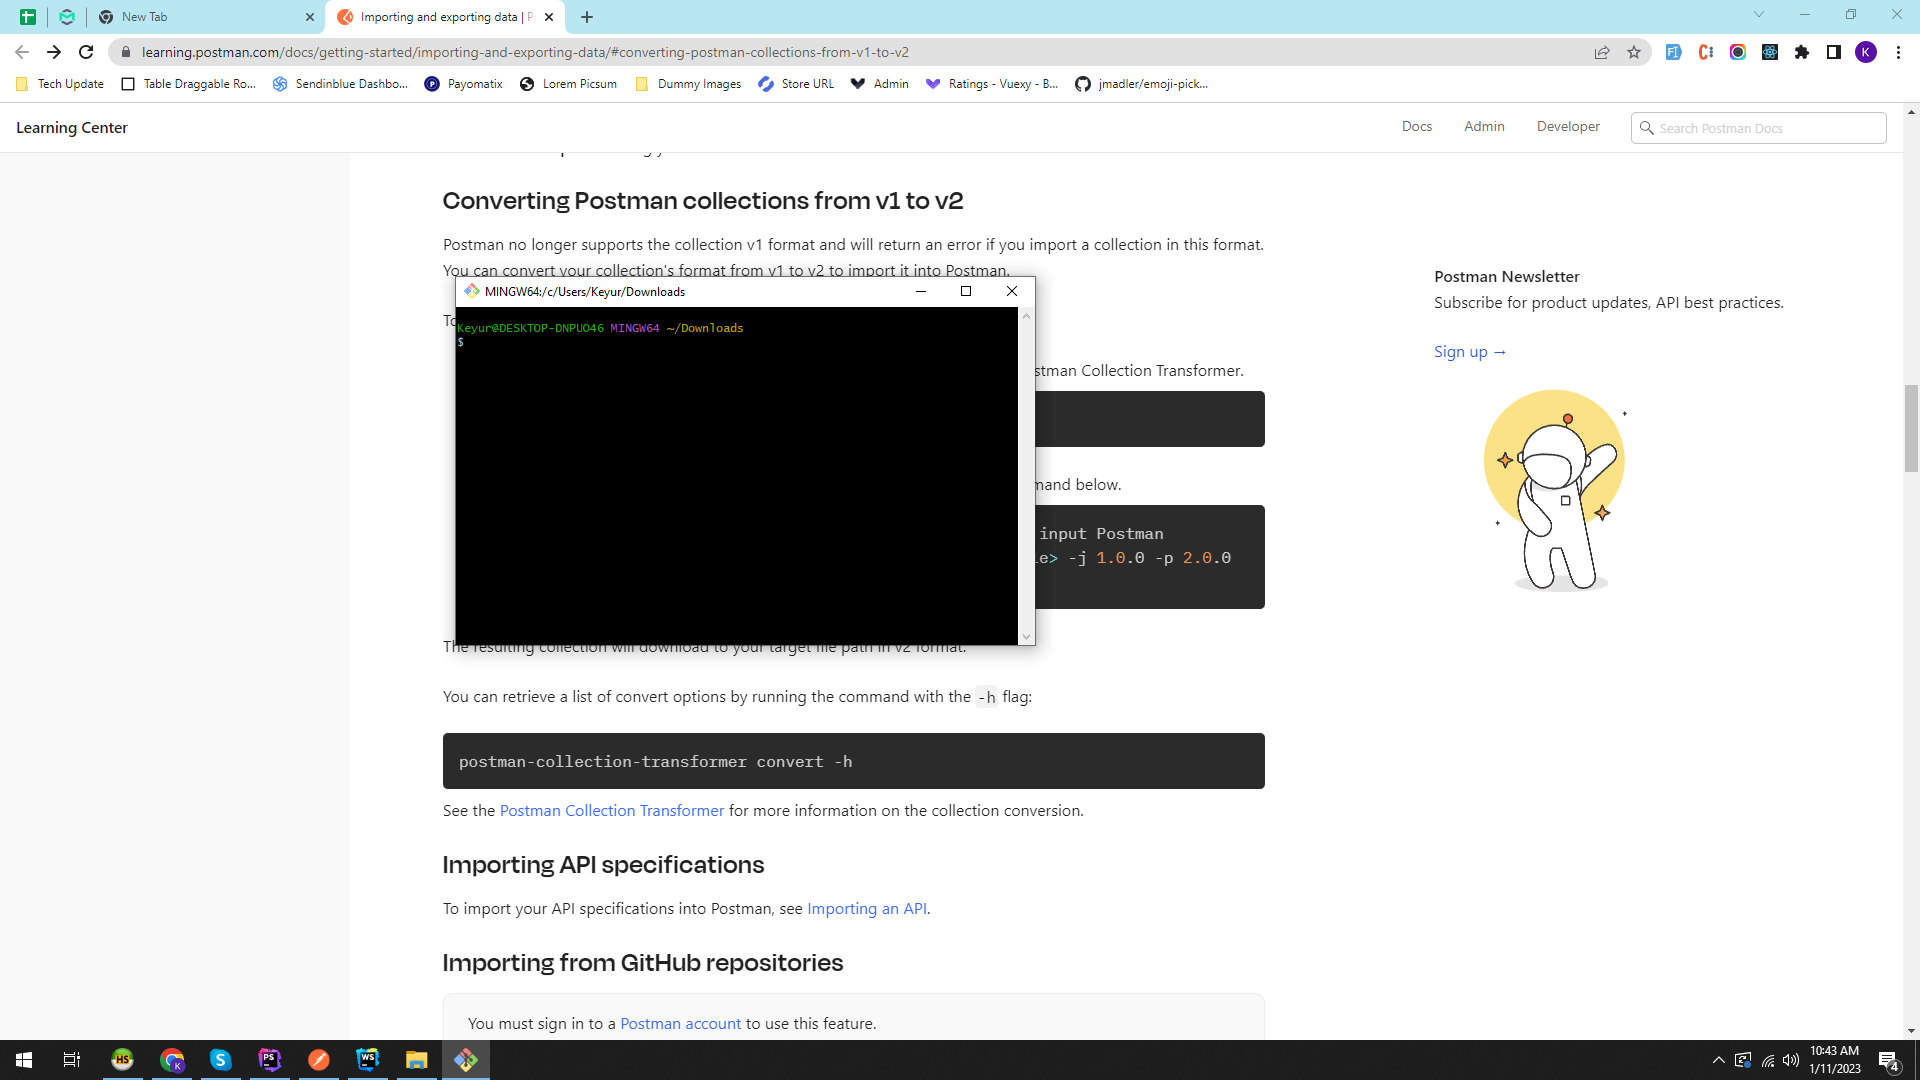 New Tab
Importing and exporting data | P
learning.postman.com/docs/getting-started/importing-and-exporting-data/#converting-postman-collections-from-v1-to-v2
K
Tech Update
Table Draggable Ro...
Sendinblue Dashbo...
Payomatix
Lorem Picsum
Dummy Images
Store URL
Admin
Ratings - Vuexy - B...
jmadler/emoji-pick...
Learning Center
Docs
Admin
Developer
Search Postman Docs
Converting Postman collections from v1 to v2
Postman no longer supports the collection v1 format and will return an error if you import a collection in this format.
You can convert your collection's format from v1 to v2 to import it into Postman.
MINGW64:/c/Users/Keyur/Downloads
Keyur@DESKTOP-DNPUO46 MINGW64 ~/Downloads
$
stman Collection Transformer.
mand below.
input Postman
le> -j 1.0.0 -p 2.0.0
The resulting collection will download to your target file path in v2 format.
You can retrieve a list of convert options by running the command with the -h flag:
postman-collection-transformer convert -h
See the Postman Collection Transformer for more information on the collection conversion.
Importing API specifications
To import your API specifications into Postman, see Importing an API.
Importing from GitHub repositories
You must sign in to a Postman account to use this feature.
Postman Newsletter
Subscribe for product updates, API best practices.
Sign up →
HS
K
S
PS
WS
10:43 AM
1/11/2023
4